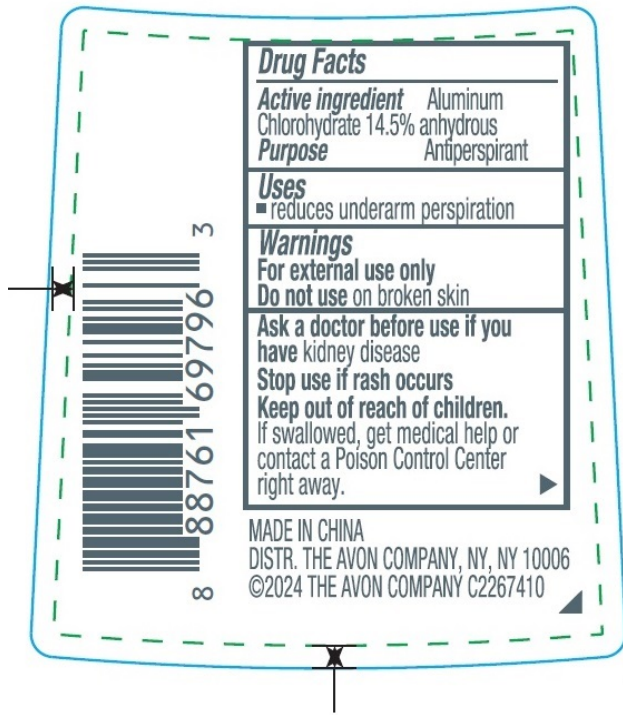 Drug Facts
Active ingredient Aluminum
Chlorohydrate 14.5% anhydrous
Purpose Antiperspirant
Uses
▪ reduces underarm perspiration
Warnings
For external use only
Do not use on broken skin
Ask a doctor before use if you
have kidney disease
Stop use if rash occurs
Keep out of reach of children.
If swallowed, get medical help or
contact a Poison Control Center
right away.
8 88761 69796 3
MADE IN CHINA
DISTR. THE AVON COMPANY, NY, NY 10006
©2024 THE AVON COMPANY C2267410